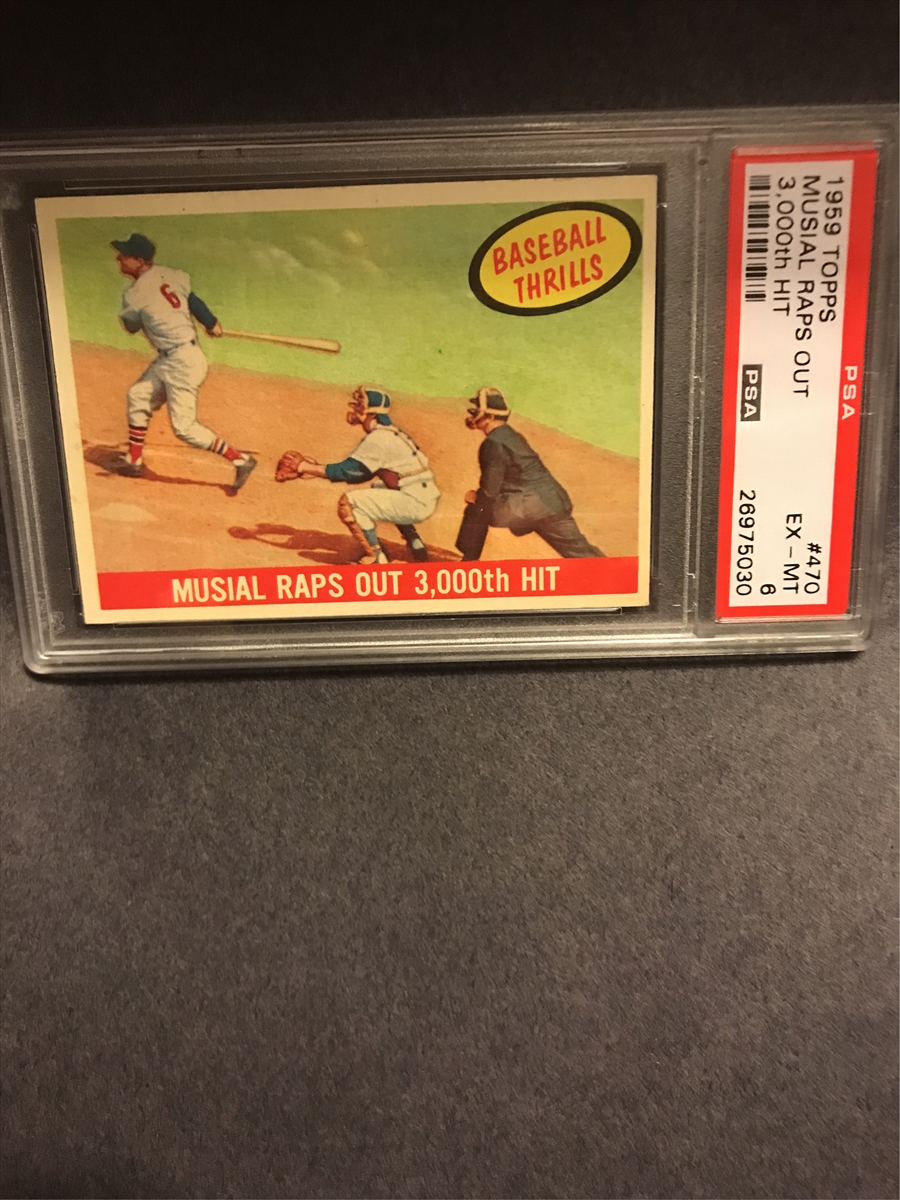 BASEBALL
THRILLS
6
MUSIAL RAPS OUT 3,000th HIT
PSA
1959 TOPPS #470
MUSIAL RAPS OUT EX-MT
3,000th HIT 6
PSA 26975030